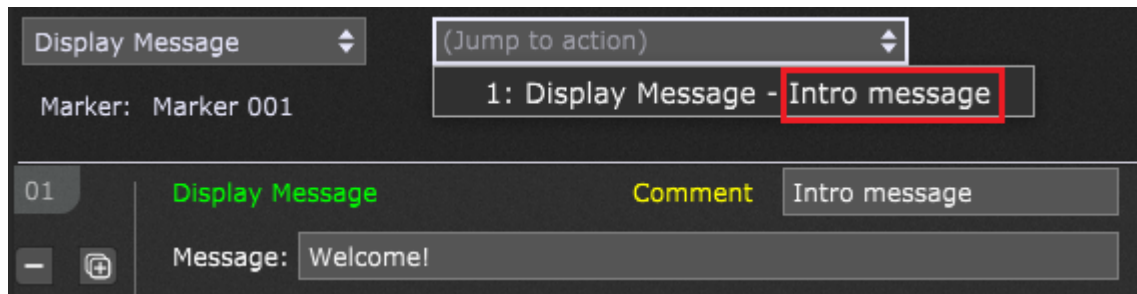 Display Message (Jump to action)
1: Display Message - Intro message
Marker: Marker 001
01 Display Message Comment Intro message
Message: Welcome!